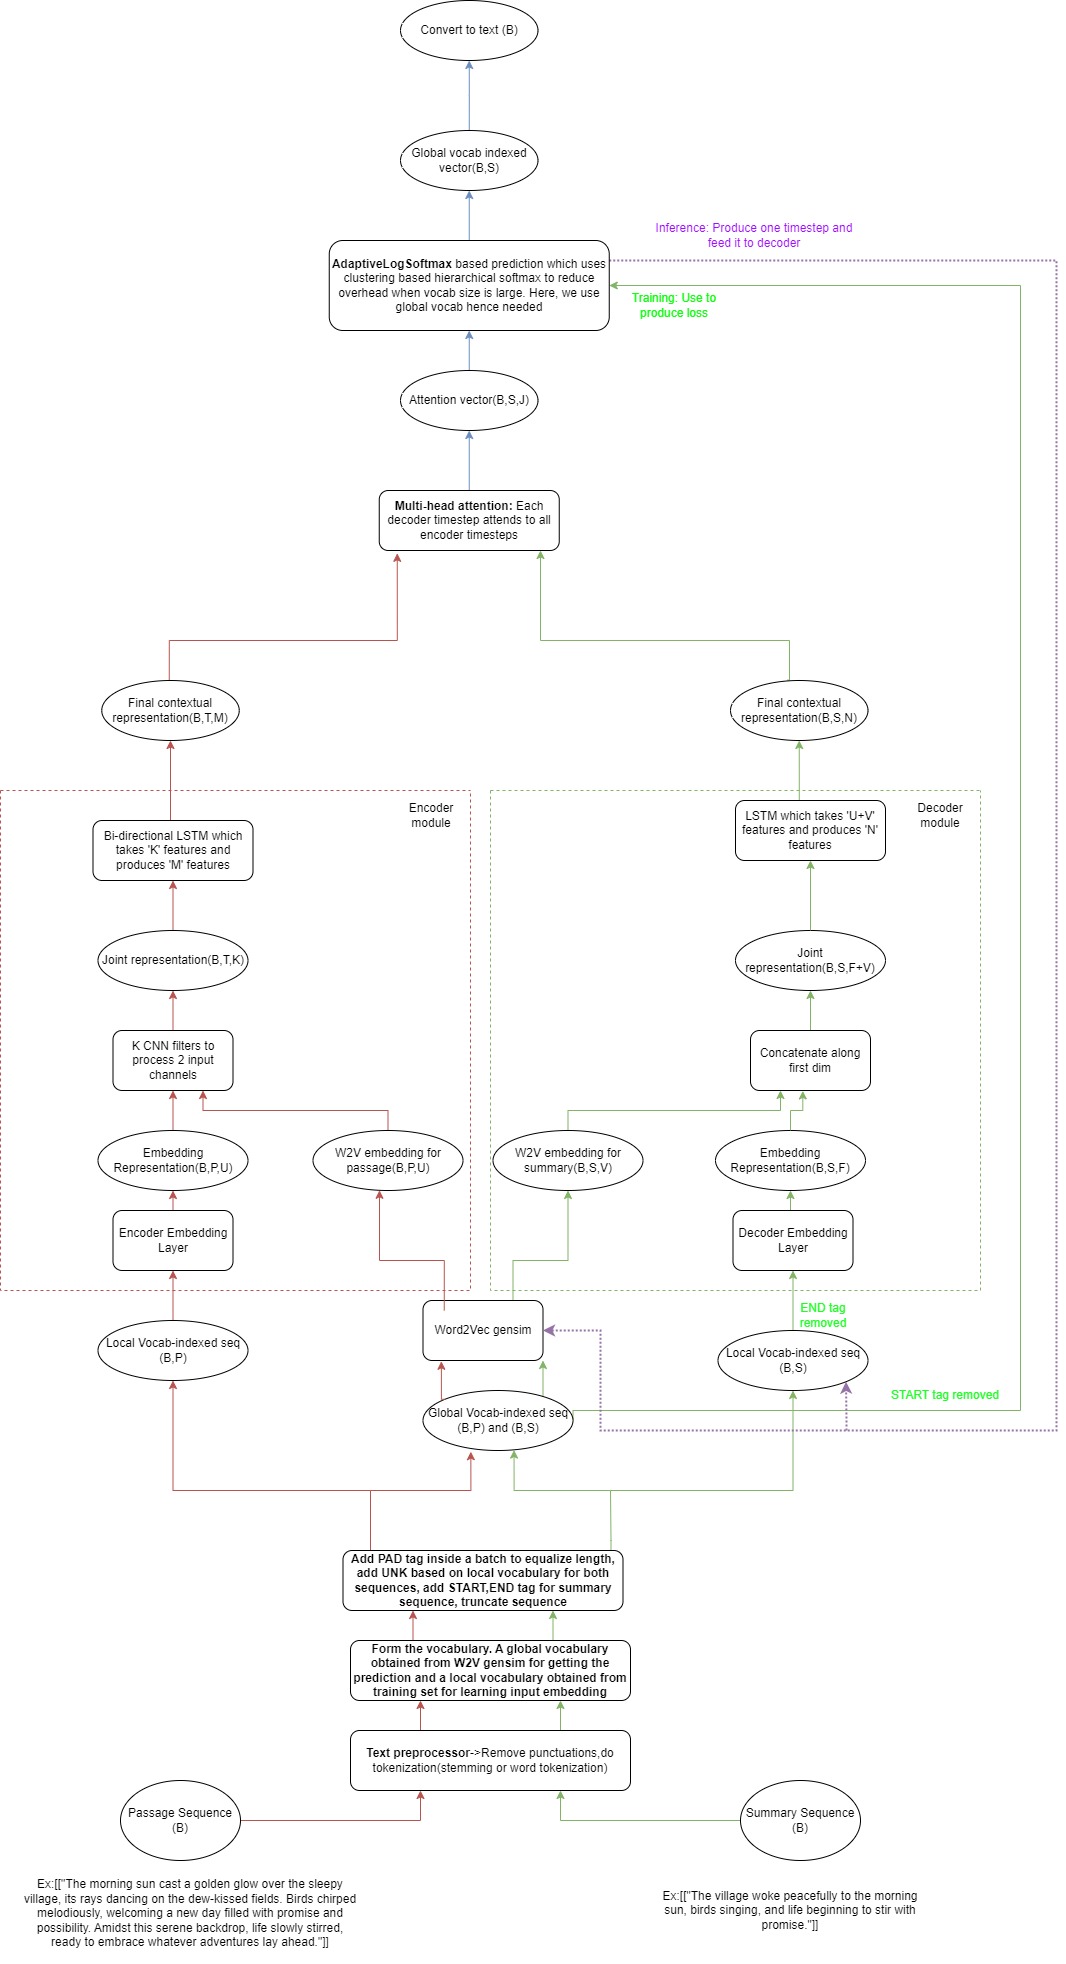 Convert to text (B)
Global vocab indexed
vector(B,S)
Inference: Produce one timestep and
feed it to decoder
AdaptiveLogSoftmax based prediction which uses
clustering based hierarchical softmax to reduce
overhead when vocab size is large. Here, we use
global vocab hence needed
Training: Use to
produce loss
Attention vector(B,S,J)
Multi-head attention: Each
decoder timestep attends to all
encoder timesteps
Final contextual
representation(B,T,M)
Final contextual
representation(B,S,N)
Encoder
module
Decoder
module
Bi-directional LSTM which
takes 'K' features and
produces 'M' features
LSTM which takes 'U+V'
features and produces 'N'
features
Joint representation(B,T,K)
Joint
representation(B,S,F+V)
K CNN filters to
process 2 input
channels
Concatenate along
first dim
Embedding
Representation(B,P,U)
W2V embedding for
passage(B,P,U)
W2V embedding for
summary(B,S,V)
Embedding
Representation(B,S,F)
Encoder Embedding
Layer
Decoder Embedding
Layer
END tag
removed
Local Vocab-indexed seq
(B,P)
Word2Vec gensim
Local Vocab-indexed seq
(B,S)
START tag removed
Global Vocab-indexed seq
(B,P) and (B,S)
Add PAD tag inside a batch to equalize length,
add UNK based on local vocabulary for both
sequences, add START,END tag for summary
sequence, truncate sequence
Form the vocabulary. A global vocabulary
obtained from W2V gensim for getting the
prediction and a local vocabulary obtained from
training set for learning input embedding
Text preprocessor->Remove punctuations,do
tokenization(stemming or word tokenization)
Passage Sequence
(B)
Summary Sequence
(B)
Ex:[["The morning sun cast a golden glow over the sleepy
village, its rays dancing on the dew-kissed fields. Birds chirped
melodiously, welcoming a new day filled with promise and
possibility. Amidst this serene backdrop, life slowly stirred,
ready to embrace whatever adventures lay ahead."]]
Ex:[["The village woke peacefully to the morning
sun, birds singing, and life beginning to stir with
promise."]]